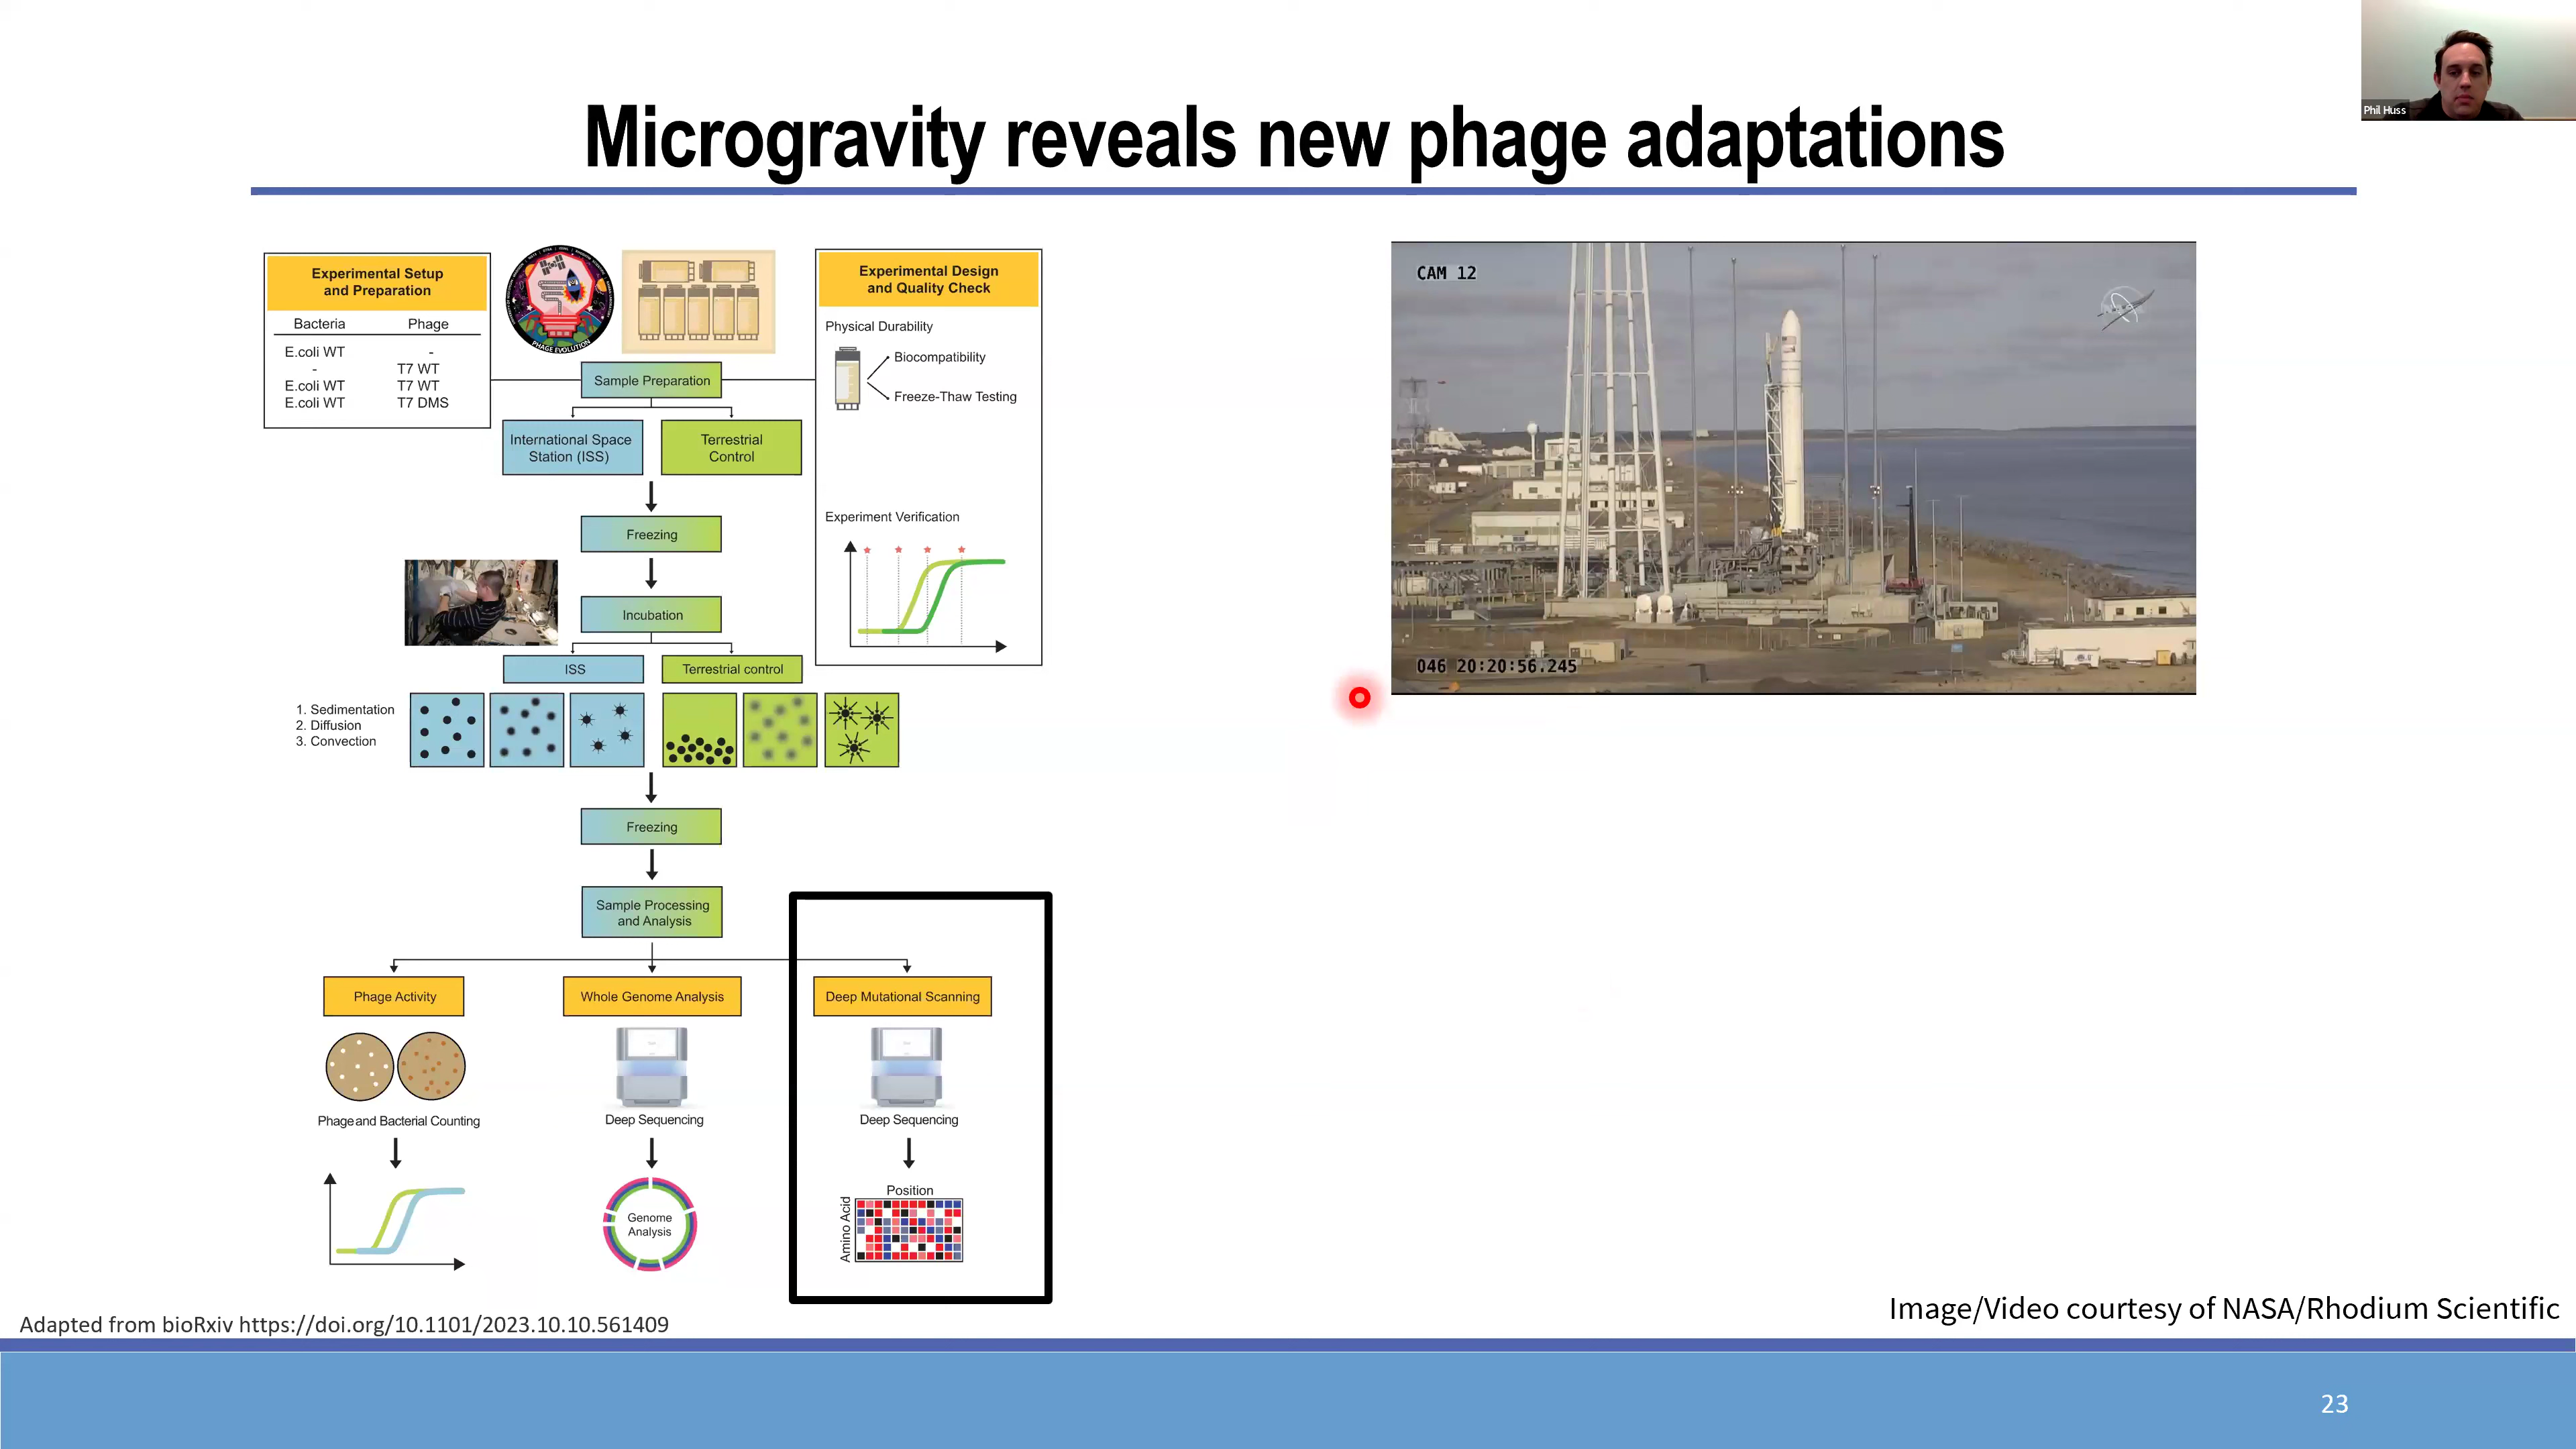 Phil Huss
Microgravity reveals new phage adaptations
Experimental Setup
and Preparation
Bacteria Phage
E.coli WT -
- T7 WT
E.coli WT T7 WT
E.coli WT T7 DMS
PHAGE EVOLUTION
Experimental Design
and Quality Check
Physical Durability
Biocompatibility
Freeze-Thaw Testing
Experiment Verification
Sample Preparation
International Space
Station (ISS)
Terrestrial
Control
Freezing
Incubation
ISS
Terrestrial control
1. Sedimentation
2. Diffusion
3. Convection
Freezing
Sample Processing
and Analysis
Phage Activity
Whole Genome Analysis
Deep Mutational Scanning
Phage and Bacterial Counting
Deep Sequencing
Deep Sequencing
Genome
Analysis
Position
Amino Acid
CAM 12
046 20:20:56.245
Adapted from bioRxiv https://doi.org/10.1101/2023.10.10.561409
Image/Video courtesy of NASA/Rhodium Scientific
23